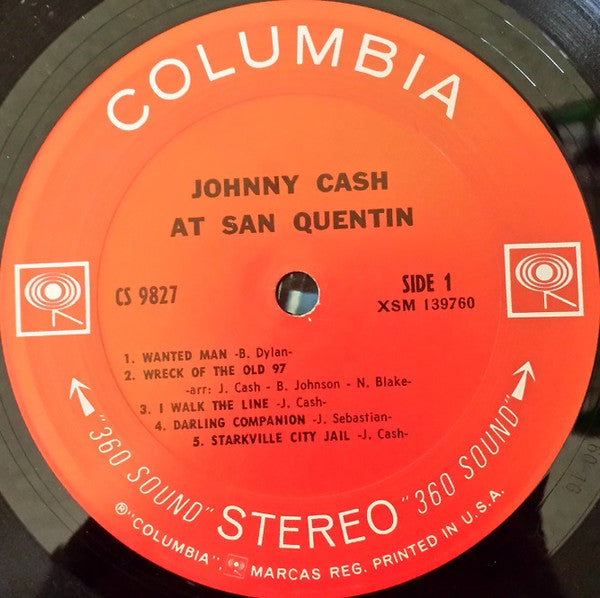 COLUMBIA
JOHNNY CASH
AT SAN QUENTIN
CS 9827
SIDE 1
XSM 139760
1. WANTED MAN -B. Dylan-
2. WRECK OF THE OLD 97
-arr: J. Cash - B. Johnson - N. Blake-
3. I WALK THE LINE -J. Cash-
4. DARLING COMPANION -J. Sebastian-
5. STARKVILLE CITY JAIL -J. Cash-
"360 SOUND" STEREO "360 SOUND"
®"COLUMBIA", MARCAS REG. PRINTED IN U.S.A.